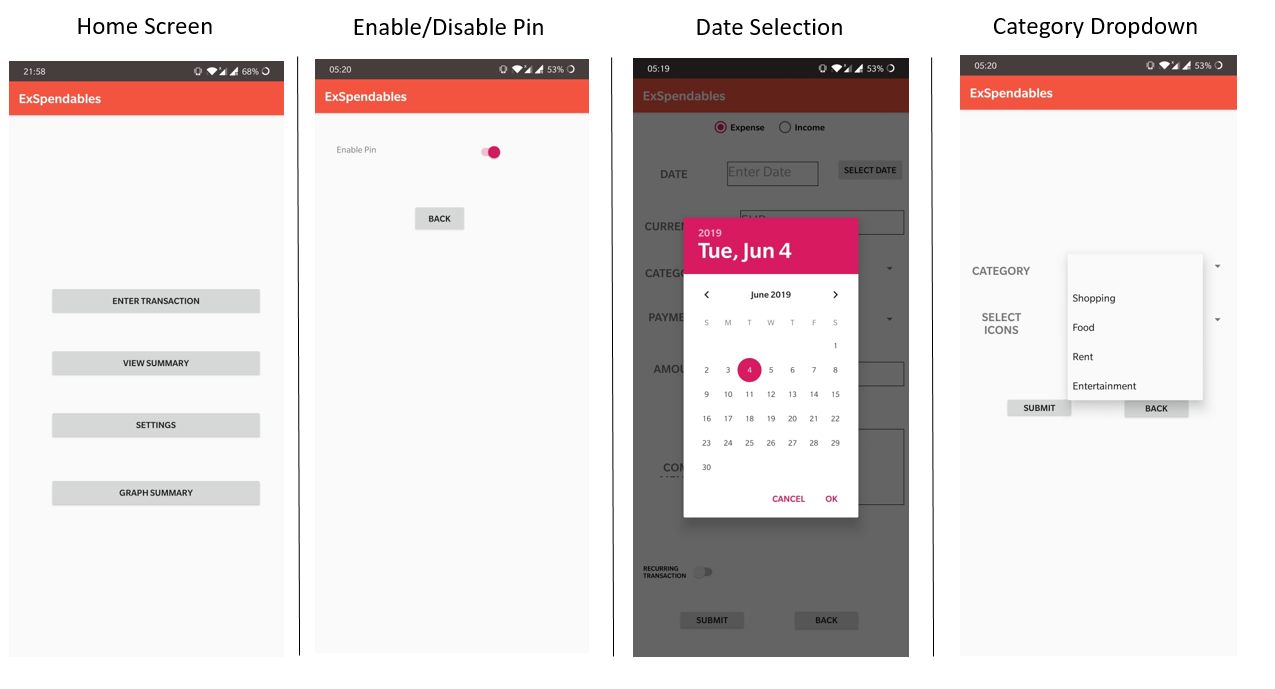 Home Screen
21:58
68%
ExSpendables
ENTER TRANSACTION
VIEW SUMMARY
SETTINGS
GRAPH SUMMARY
Enable/Disable Pin
05:20
53%
ExSpendables
Enable Pin
BACK
Date Selection
05:19
53%
ExSpendables
Expense Income
DATE Enter Date SELECT DATE
CURREN
CATEG
PAYME
AMOU
2019
Tue, Jun 4
June 2019
S M T W T F S
1
2 3 4 5 6 7 8
9 10 11 12 13 14 15
16 17 18 19 20 21 22
23 24 25 26 27 28 29
30
CANCEL OK
RECURRING
TRANSACTION
SUBMIT BACK
Category Dropdown
05:20
53%
ExSpendables
CATEGORY
SELECT
ICONS
Shopping
Food
Rent
Entertainment
SUBMIT BACK